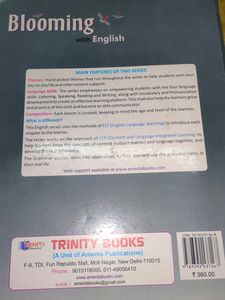 Blooming
with English
MAIN FEATURES OF THIS SERIES
Themes: Hand-picked themes that run throughout the series to help students with their
day to day life and other content subjects.
Language Skills: The series emphasises on empowering students with the four language
skills: Listening, Speaking, Reading and Writing along with Vocabulary and Pronunciation
development to create an effective learning platform. This shall also help the learners grow
and practice all the skills and become an able communicator.
Composition: Each lesson is curated, keeping in mind the age and level of the learners.
What is different?
This English series uses the methods of ELT (English Language Teaching) to introduce each
chapter to the learner.
The series works on the approach of CLIL (Content and Language Integrated Learning) to
help learners the concepts of content (subject matter) and language together, and
develop
The Grammar section application, to help learners use the grammar in
their real life.
Web support available at www.amentabooks.com
TRINITY BOOKS
(A Unit of Amenta Publications)
F-6, TDI, Fun Republic Mall, Moti Nagar, New Delhi-110015
Phone : 9015118000, 011-49050410
www.amentabooks.com
E-mail : amentabooks@gmail.com
₹ 360.00